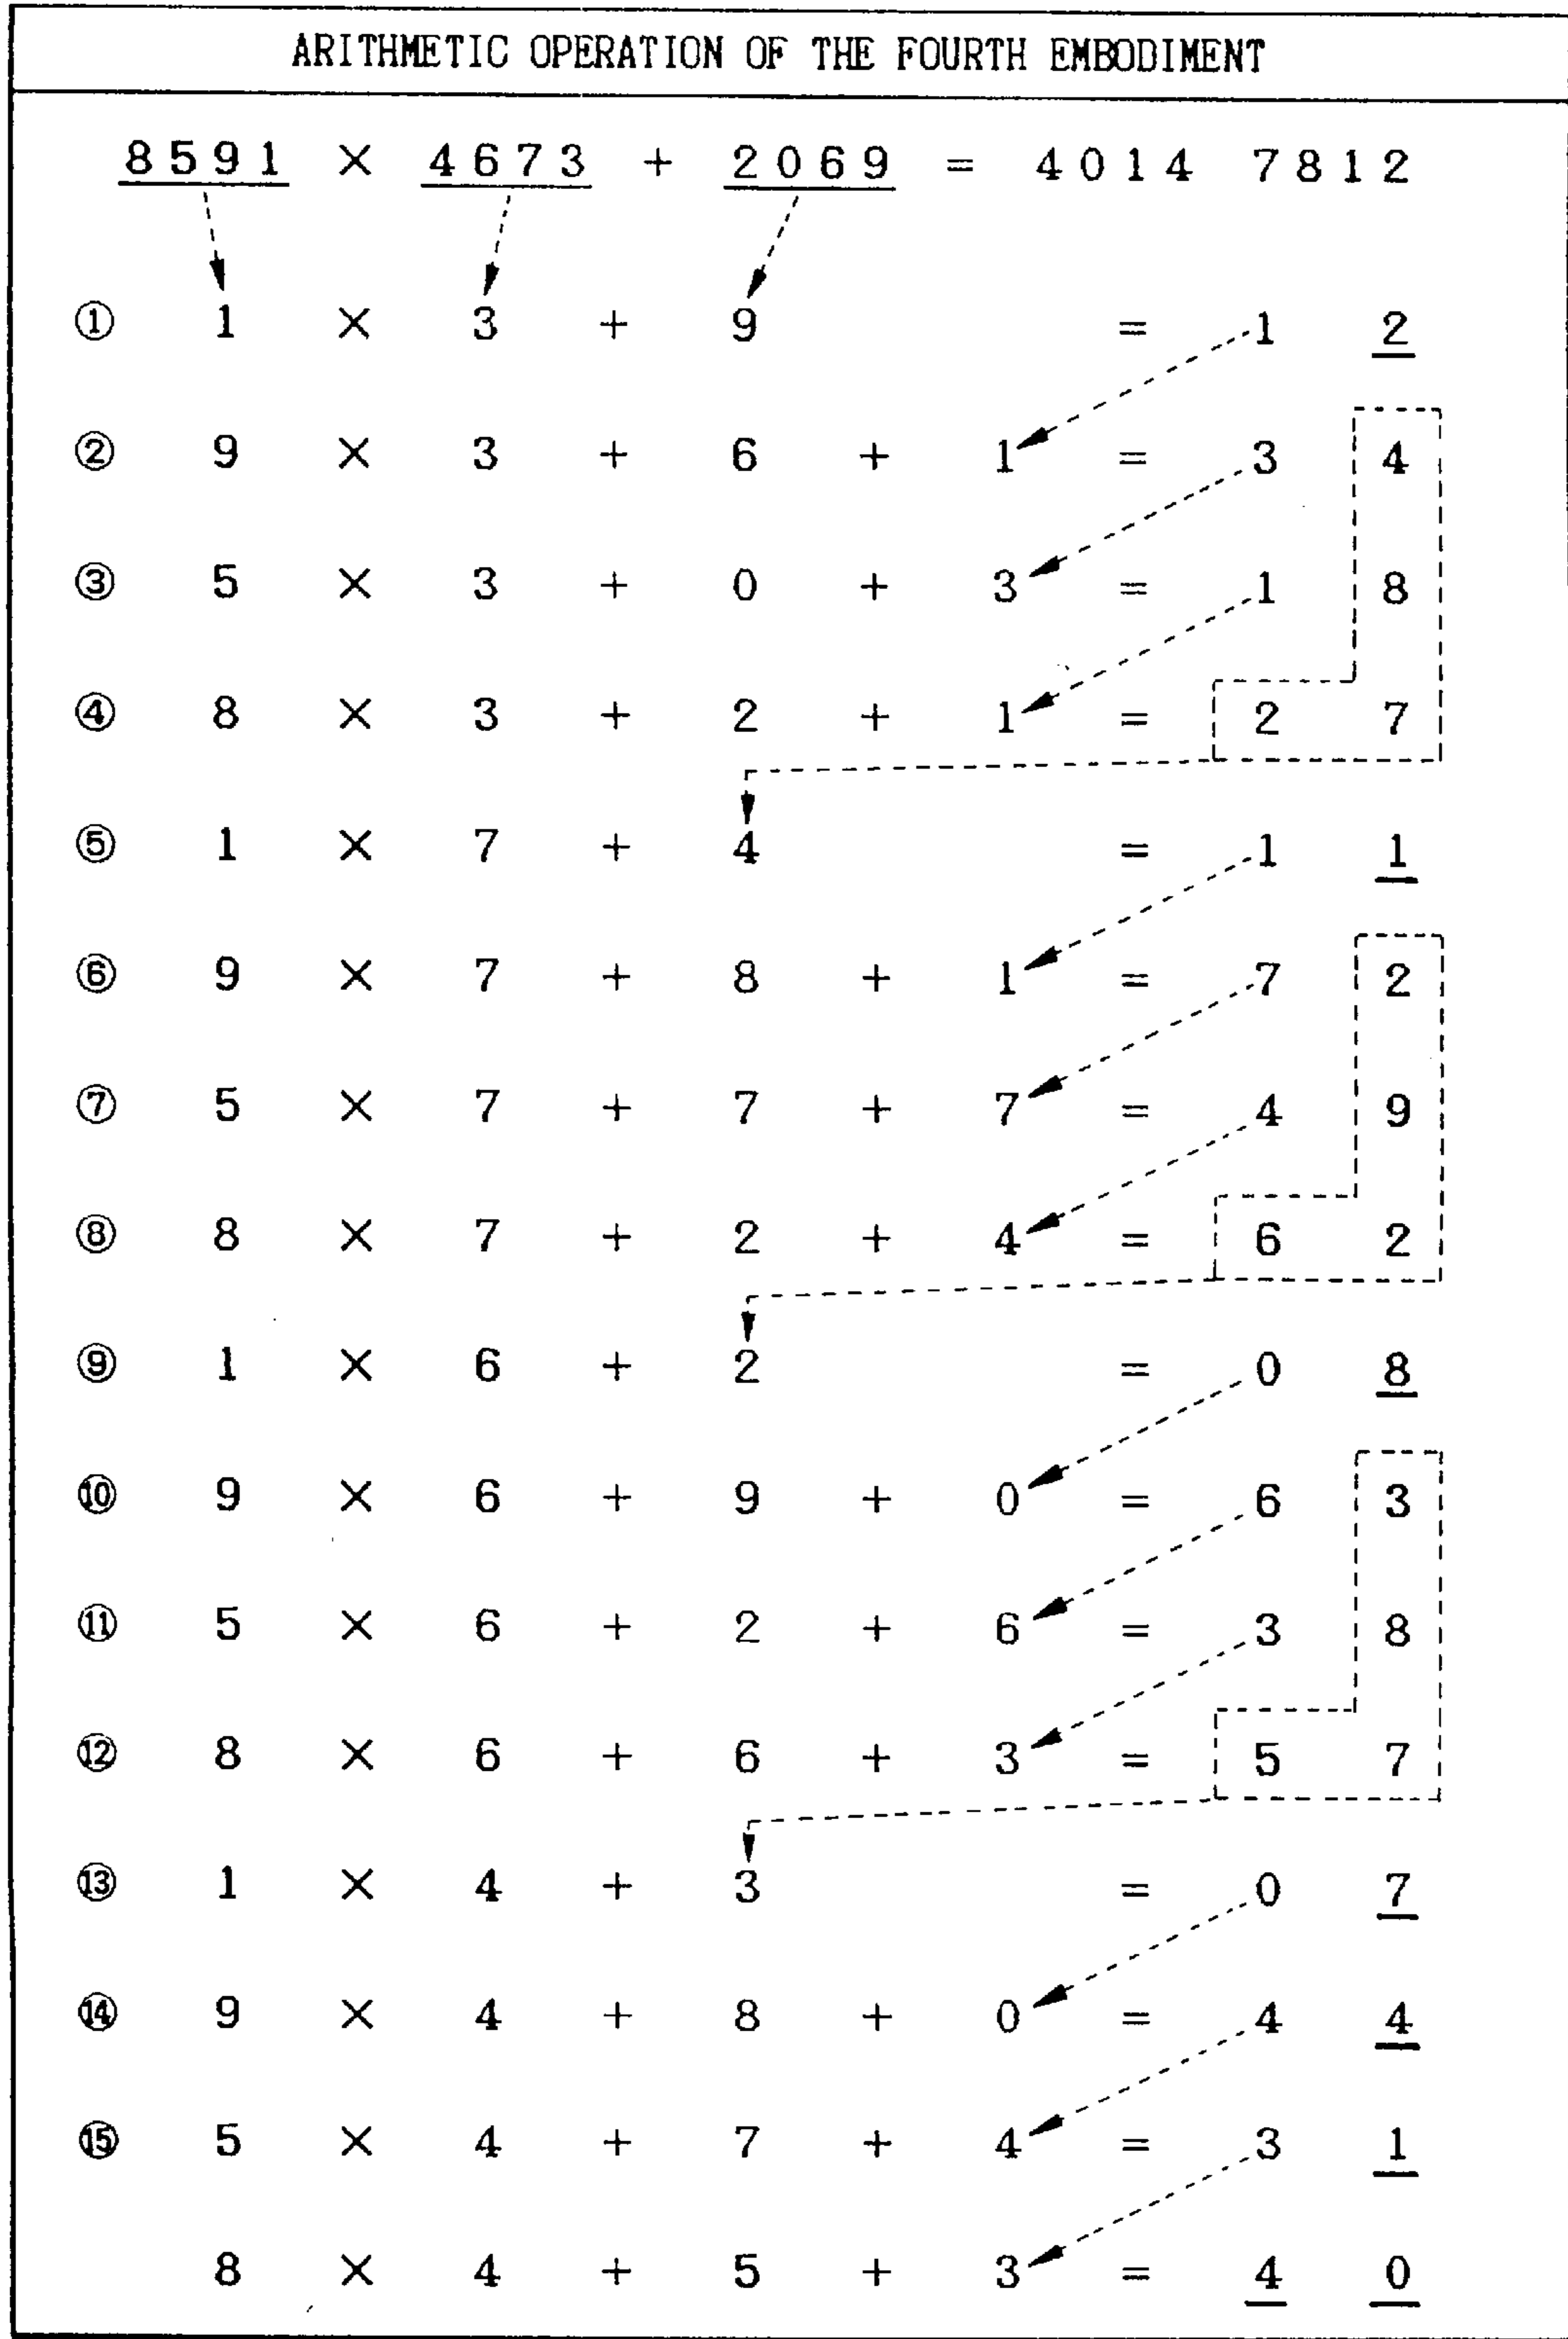 ARITHMETIC OPERATION OF THE FOURTH EMBODIMENT
8591 × 4673 + 2069 = 4014 7812
① 1 × 3 + 9 = 1 2
② 9 × 3 + 6 + 1 = 3 4
③ 5 × 3 + 0 + 3 = 1 8
④ 8 × 3 + 2 + 1 = 2 7
⑤ 1 × 7 + 4 = 1 1
⑥ 9 × 7 + 8 + 1 = 7 2
⑦ 5 × 7 + 7 + 7 = 4 9
⑧ 8 × 7 + 2 + 4 = 6 2
⑨ 1 × 6 + 2 = 0 8
⑩ 9 × 6 + 9 + 0 = 6 3
⑪ 5 × 6 + 2 + 6 = 3 8
⑫ 8 × 6 + 6 + 3 = 5 7
⑬ 1 × 4 + 3 = 0 7
⑭ 9 × 4 + 8 + 0 = 4 4
⑮ 5 × 4 + 7 + 4 = 3 1
8 × 4 + 5 + 3 = 4 0